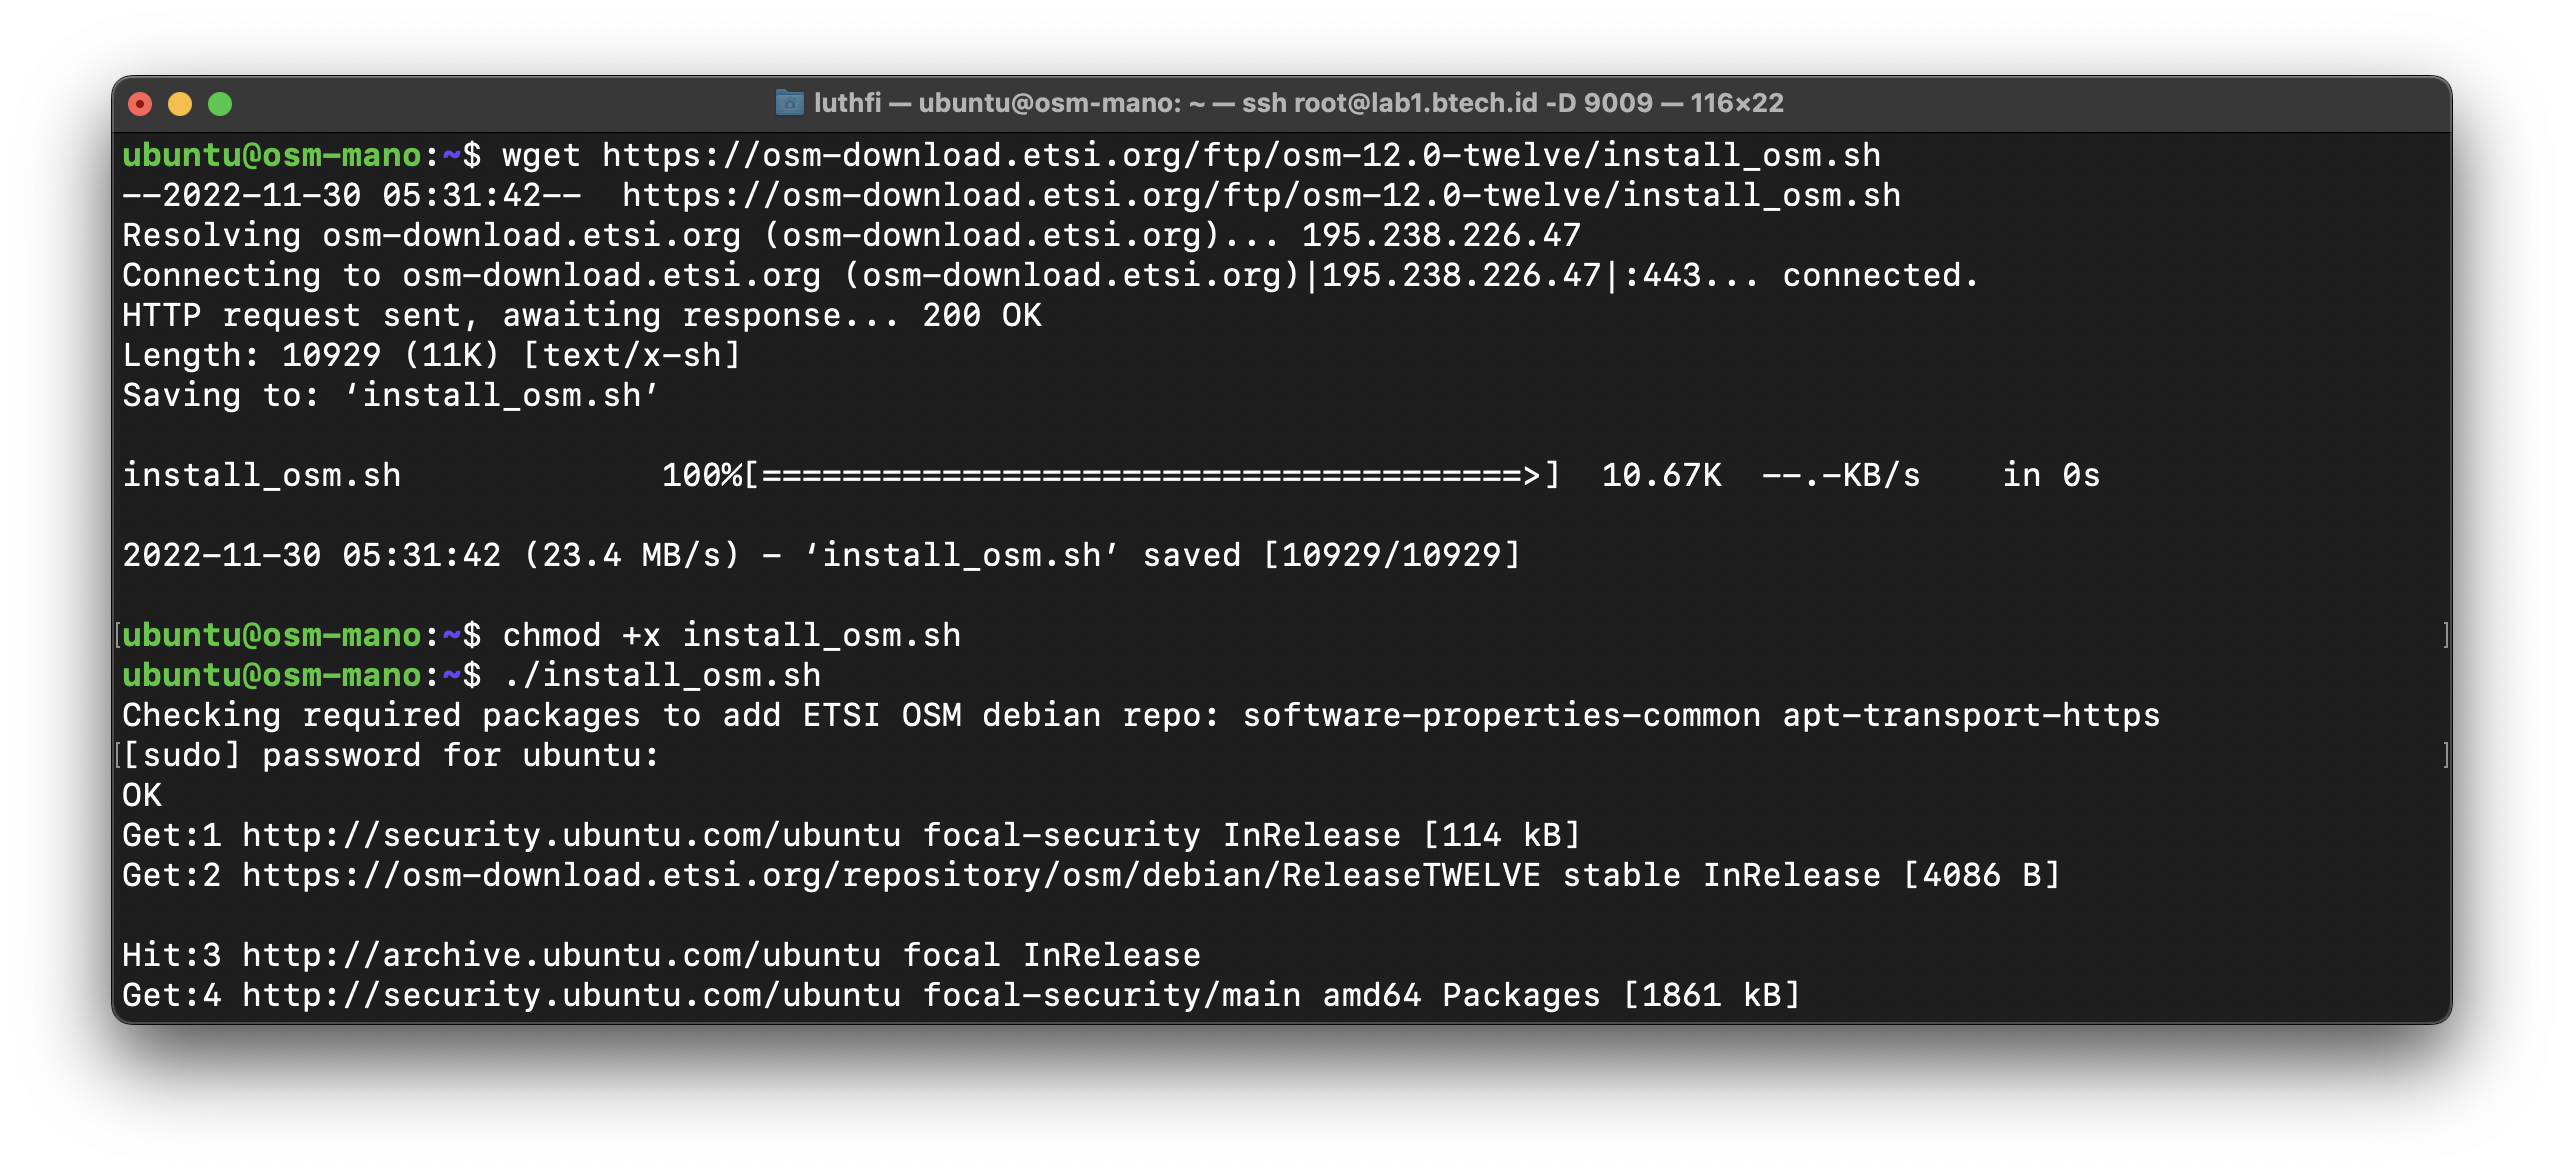 luthfi — ubuntu@osm-mano: ~ — ssh root@lab1.btech.id -D 9009 — 116×22
ubuntu@osm-mano:~$ wget https://osm-download.etsi.org/ftp/osm-12.0-twelve/install_osm.sh
--2022-11-30 05:31:42--  https://osm-download.etsi.org/ftp/osm-12.0-twelve/install_osm.sh
Resolving osm-download.etsi.org (osm-download.etsi.org)... 195.238.226.47
Connecting to osm-download.etsi.org (osm-download.etsi.org)|195.238.226.47|:443... connected.
HTTP request sent, awaiting response... 200 OK
Length: 10929 (11K) [text/x-sh]
Saving to: ‘install_osm.sh’
install_osm.sh             100%[======================================>]  10.67K  --.-KB/s    in 0s
2022-11-30 05:31:42 (23.4 MB/s) - ‘install_osm.sh’ saved [10929/10929]
[ubuntu@osm-mano:~$ chmod +x install_osm.sh ]
ubuntu@osm-mano:~$ ./install_osm.sh
Checking required packages to add ETSI OSM debian repo: software-properties-common apt-transport-https
[[sudo] password for ubuntu: ]
OK
Get:1 http://security.ubuntu.com/ubuntu focal-security InRelease [114 kB]
Get:2 https://osm-download.etsi.org/repository/osm/debian/ReleaseTWELVE stable InRelease [4086 B]
Hit:3 http://archive.ubuntu.com/ubuntu focal InRelease
Get:4 http://security.ubuntu.com/ubuntu focal-security/main amd64 Packages [1861 kB]